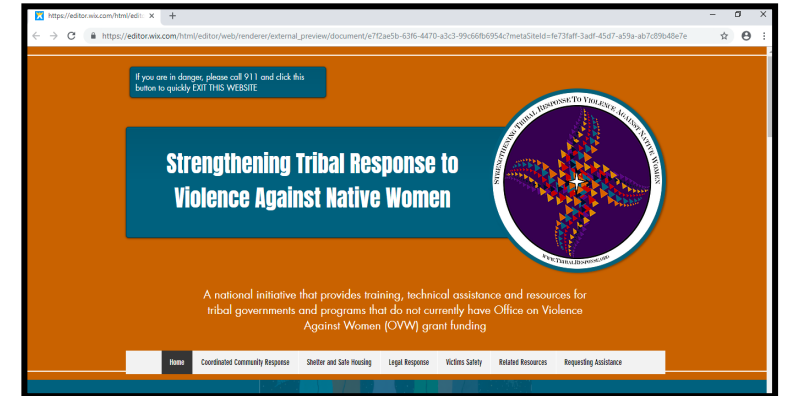 https://editor.wix.com/html/edito
https://editor.wix.com/html/editor/web/renderer/external_preview/document/e7f2ae5b-63f6-4470-a3c3-99c66fb6954c?metaSiteId=fe73faff-3adf-45d7-a59a-ab7c89b48e7e
If you are in danger, please call 911 and click this
button to quickly EXIT THIS WEBSITE
Strengthening Tribal Response to
Violence Against Native Women
Strengthening Tribal Response To Violence Against Native Women
www.TribalResponse.org
A national initiative that provides training, technical assistance and resources for
tribal governments and programs that do not currently have Office on Violence
Against Women (OVW) grant funding
Home Coordinated Community Response Shelter and Safe Housing Legal Response Victims Safety Related Resources Requesting Assistance